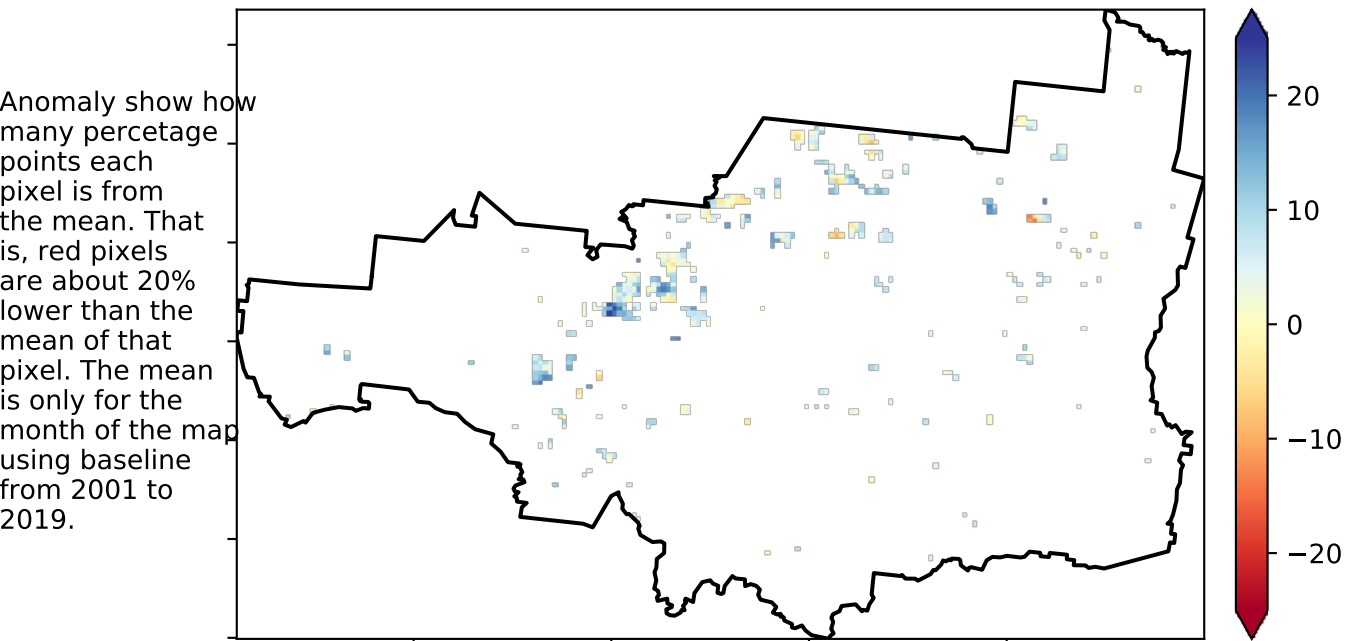 Anomaly show how
many percetage
points each
pixel is from
the mean. That
is, red pixels
are about 20%
lower than the
mean of that
pixel. The mean
is only for the
month of the map
using baseline
from 2001 to
2019.
20
10
0
−10
−20